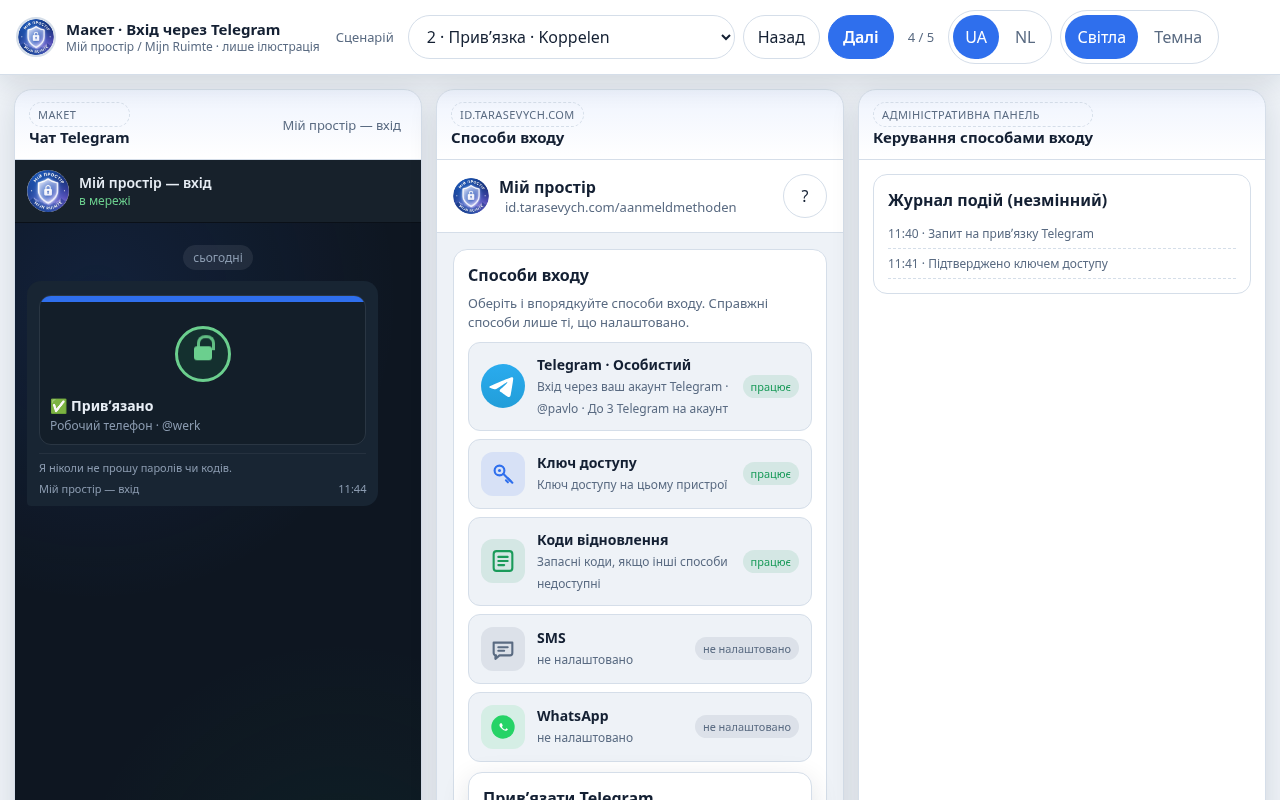 Макет · Вхід через Telegram
Мій простір / Mijn Ruimte · лише ілюстрація
Сценарій
2 · Привʼязка · Koppelen
Назад
Далі
4 / 5
UA
NL
Світла
Темна
МАКЕТ
Чат Telegram
Мій простір — вхід
Мій простір — вхід
в мережі
сьогодні
✅ Привʼязано
Робочий телефон · @werk
Я ніколи не прошу паролів чи кодів.
Мій простір — вхід
11:44
ID.TARASEVYCH.COM
Способи входу
Мій простір
id.tarasevych.com/aanmeldmethoden
?
Способи входу
Оберіть і впорядкуйте способи входу. Справжні
способи лише ті, що налаштовано.
Telegram · Особистий
Вхід через ваш акаунт Telegram ·
@pavlo · До 3 Telegram на акаунт
працює
Ключ доступу
Ключ доступу на цьому пристрої
працює
Коди відновлення
Запасні коди, якщо інші способи
недоступні
працює
SMS
не налаштовано
не налаштовано
WhatsApp
не налаштовано
не налаштовано
Привʼязати Telegram
АДМІНІСТРАТИВНА ПАНЕЛЬ
Керування способами входу
Журнал подій (незмінний)
11:40 · Запит на привʼязку Telegram
11:41 · Підтверджено ключем доступу